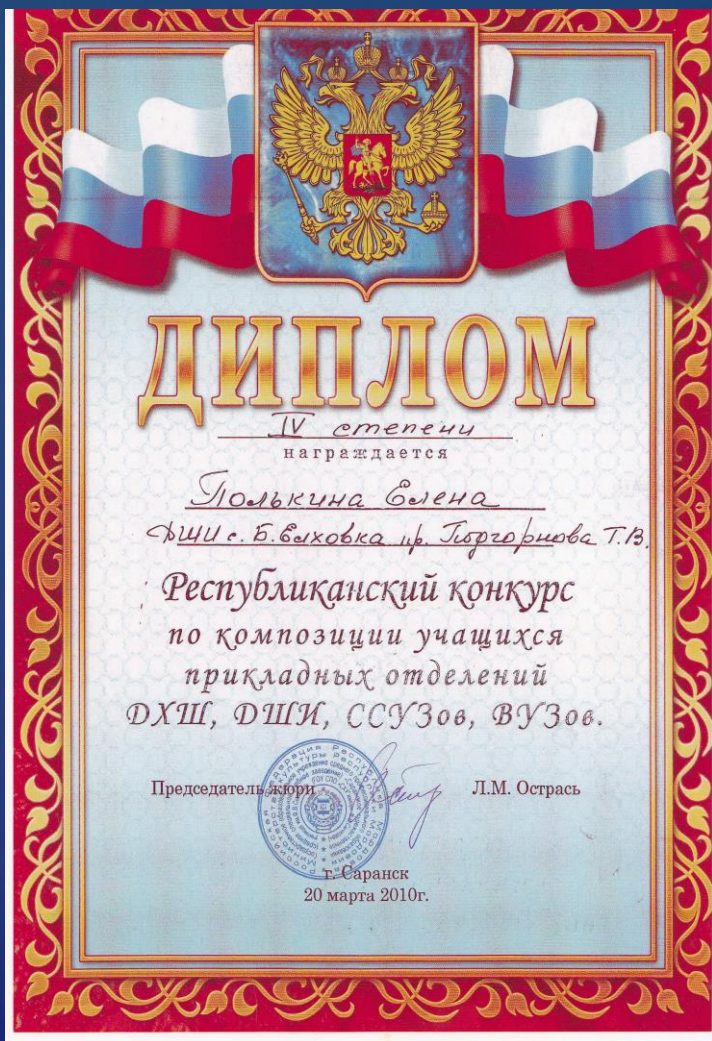 ДИПЛОМ
IV степени
награждается
Полькина Елена
ДШИ с. Б.Елховка пр. Подгорнова Т.В.
Республиканский конкурс
по композиции учащихся
прикладных отделений
ДХШ, ДШИ, ССУЗов, ВУЗов.
Председатель жюри Л.М. Острась
г. Саранск
20 марта 2010г.